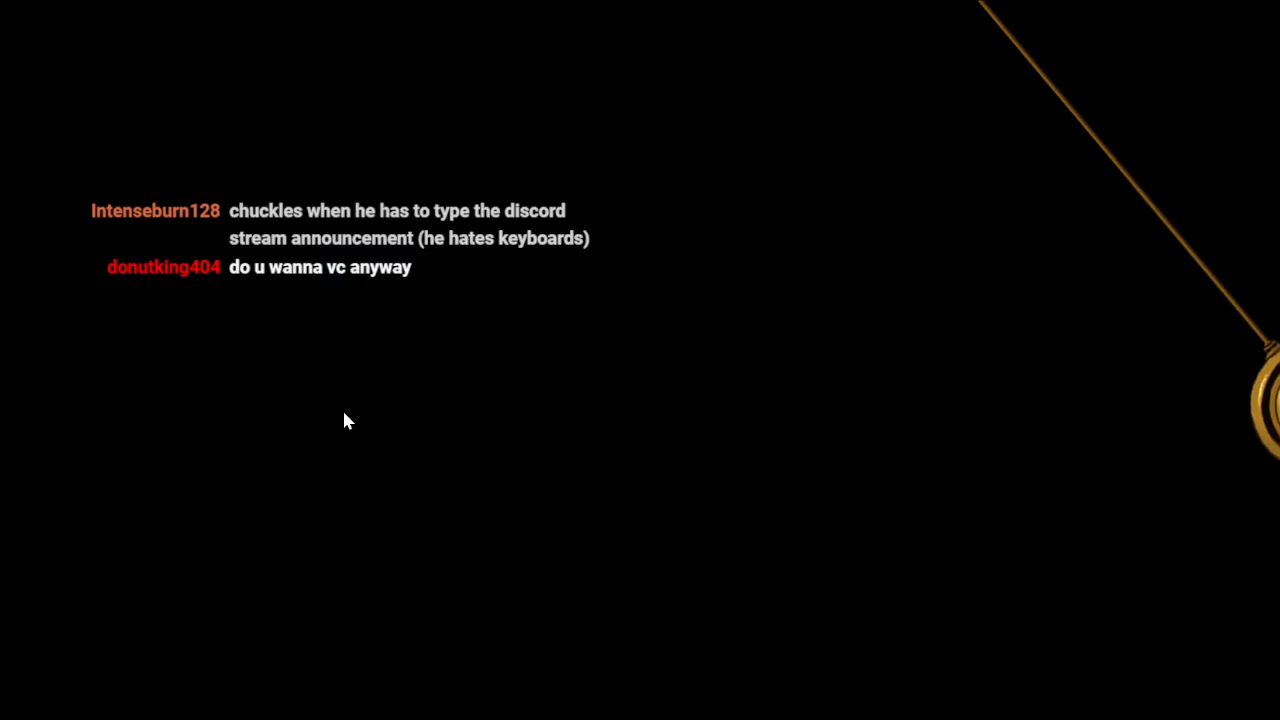 Intenseburn128 chuckles when he has to type the discord
stream announcement (he hates keyboards)
donutking404 do u wanna vc anyway